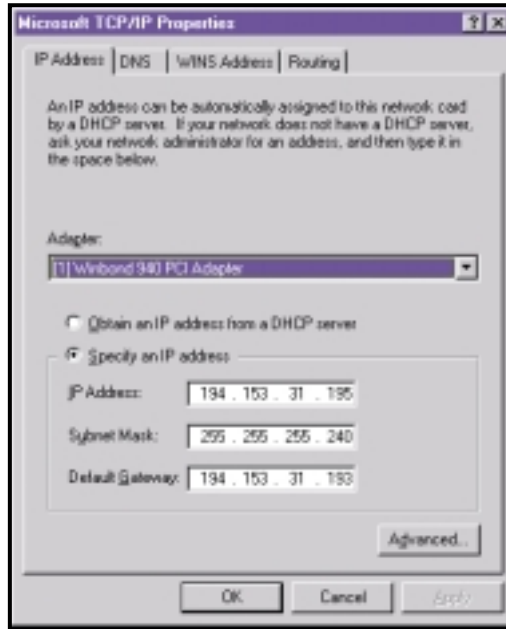 Microsoft TCP/IP Properties
IP Address DNS WINS Address Routing
An IP address can be automatically assigned to this network card
by a DHCP server. If your network does not have a DHCP server,
ask your network administrator for an address, and then type it in
the space below.
Adapter:
[1] Winbond 940 PCI Adapter
Obtain an IP address from a DHCP server
Specify an IP address
IP Address: 194 . 153 . 31 . 195
Subnet Mask: 255 . 255 . 255 . 240
Default Gateway: 194 . 153 . 31 . 193
Advanced...
OK Cancel Apply